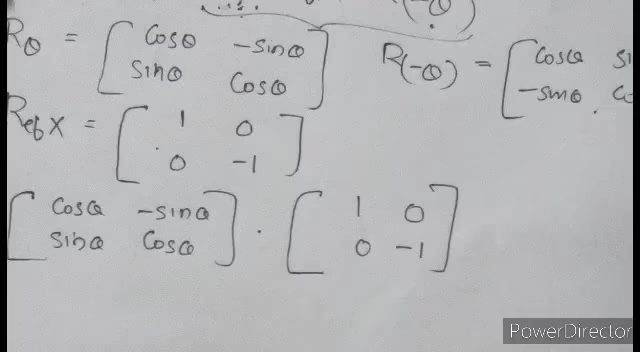 (-θ)
Rθ = [ cosθ -sinθ
sinθ cosθ ]
R(-θ) = [ cosθ
-sinθ
Ref x = [ 1 0
0 -1 ]
[ cosθ -sinθ
sinθ cosθ ] . [ 1 0
0 -1 ]
PowerDirector